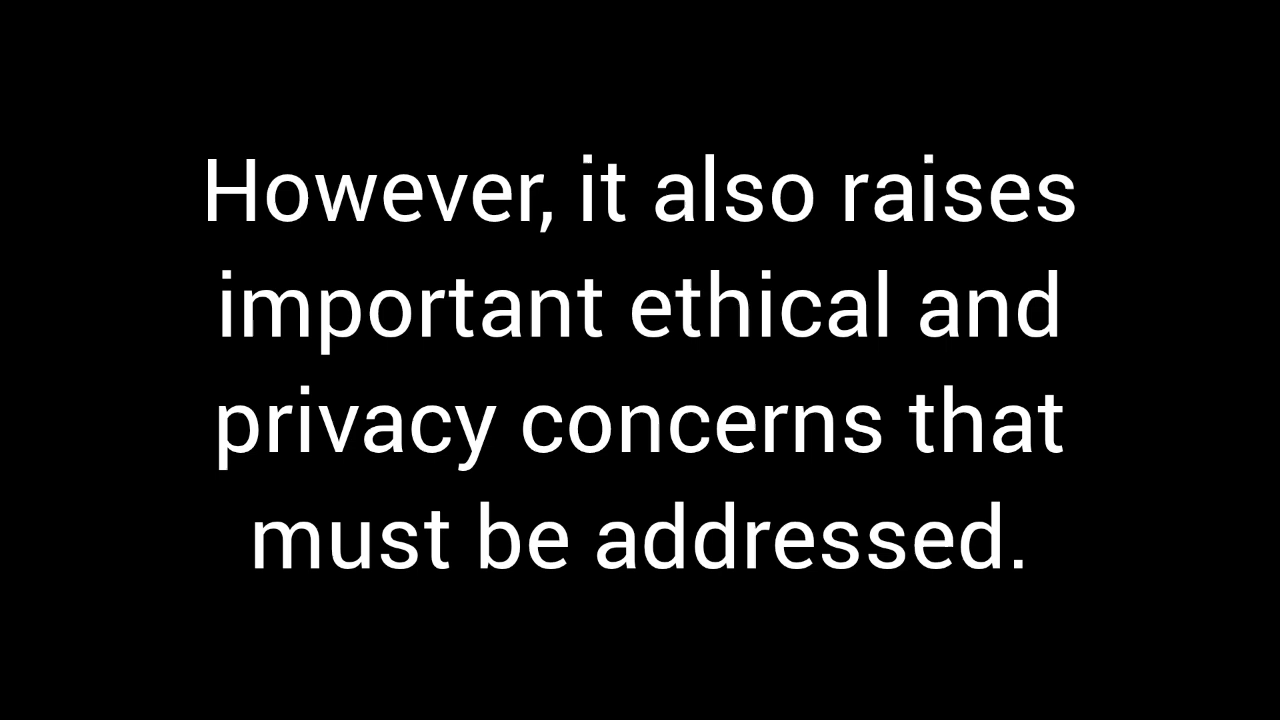 However, it also raises
important ethical and
privacy concerns that
must be addressed.